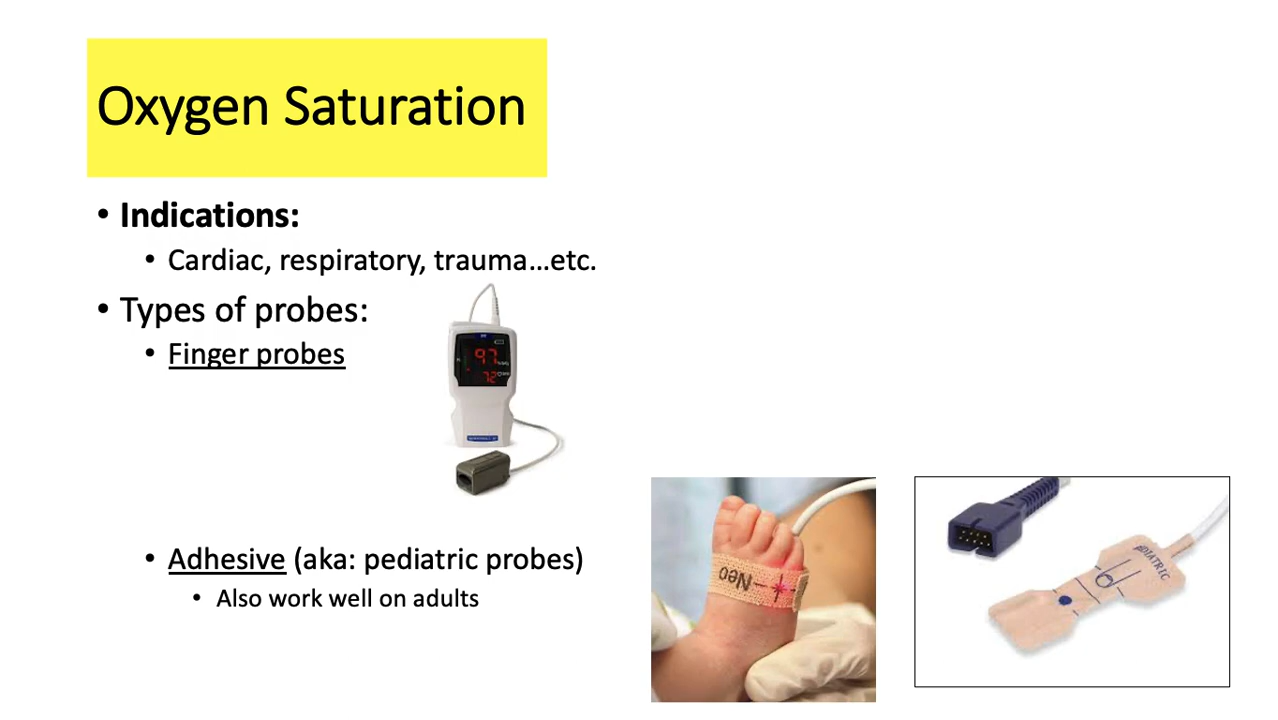 Oxygen Saturation
• Indications:
• Cardiac, respiratory, trauma…etc.
• Types of probes:
• Finger probes
97
72
• Adhesive (aka: pediatric probes)
• Also work well on adults
Neo